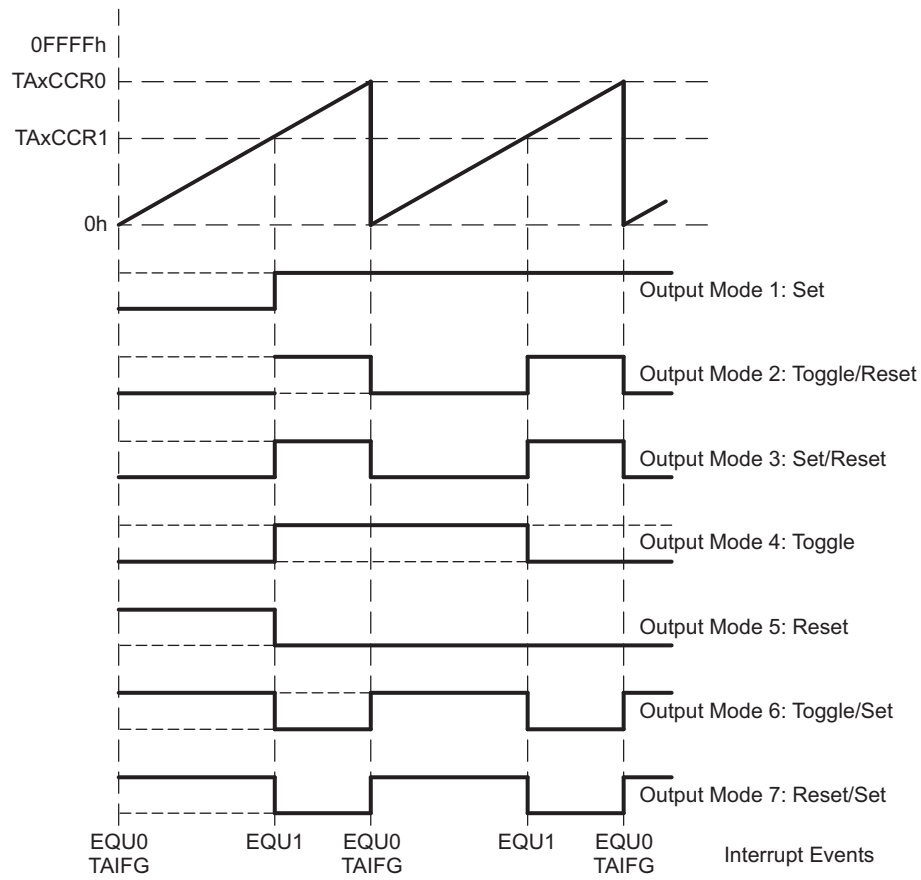 0FFFFh
TAxCCR0
TAxCCR1
0h
Output Mode 1: Set
Output Mode 2: Toggle/Reset
Output Mode 3: Set/Reset
Output Mode 4: Toggle
Output Mode 5: Reset
Output Mode 6: Toggle/Set
Output Mode 7: Reset/Set
EQU0 EQU1 EQU0 EQU1 EQU0
TAIFG TAIFG TAIFG
Interrupt Events